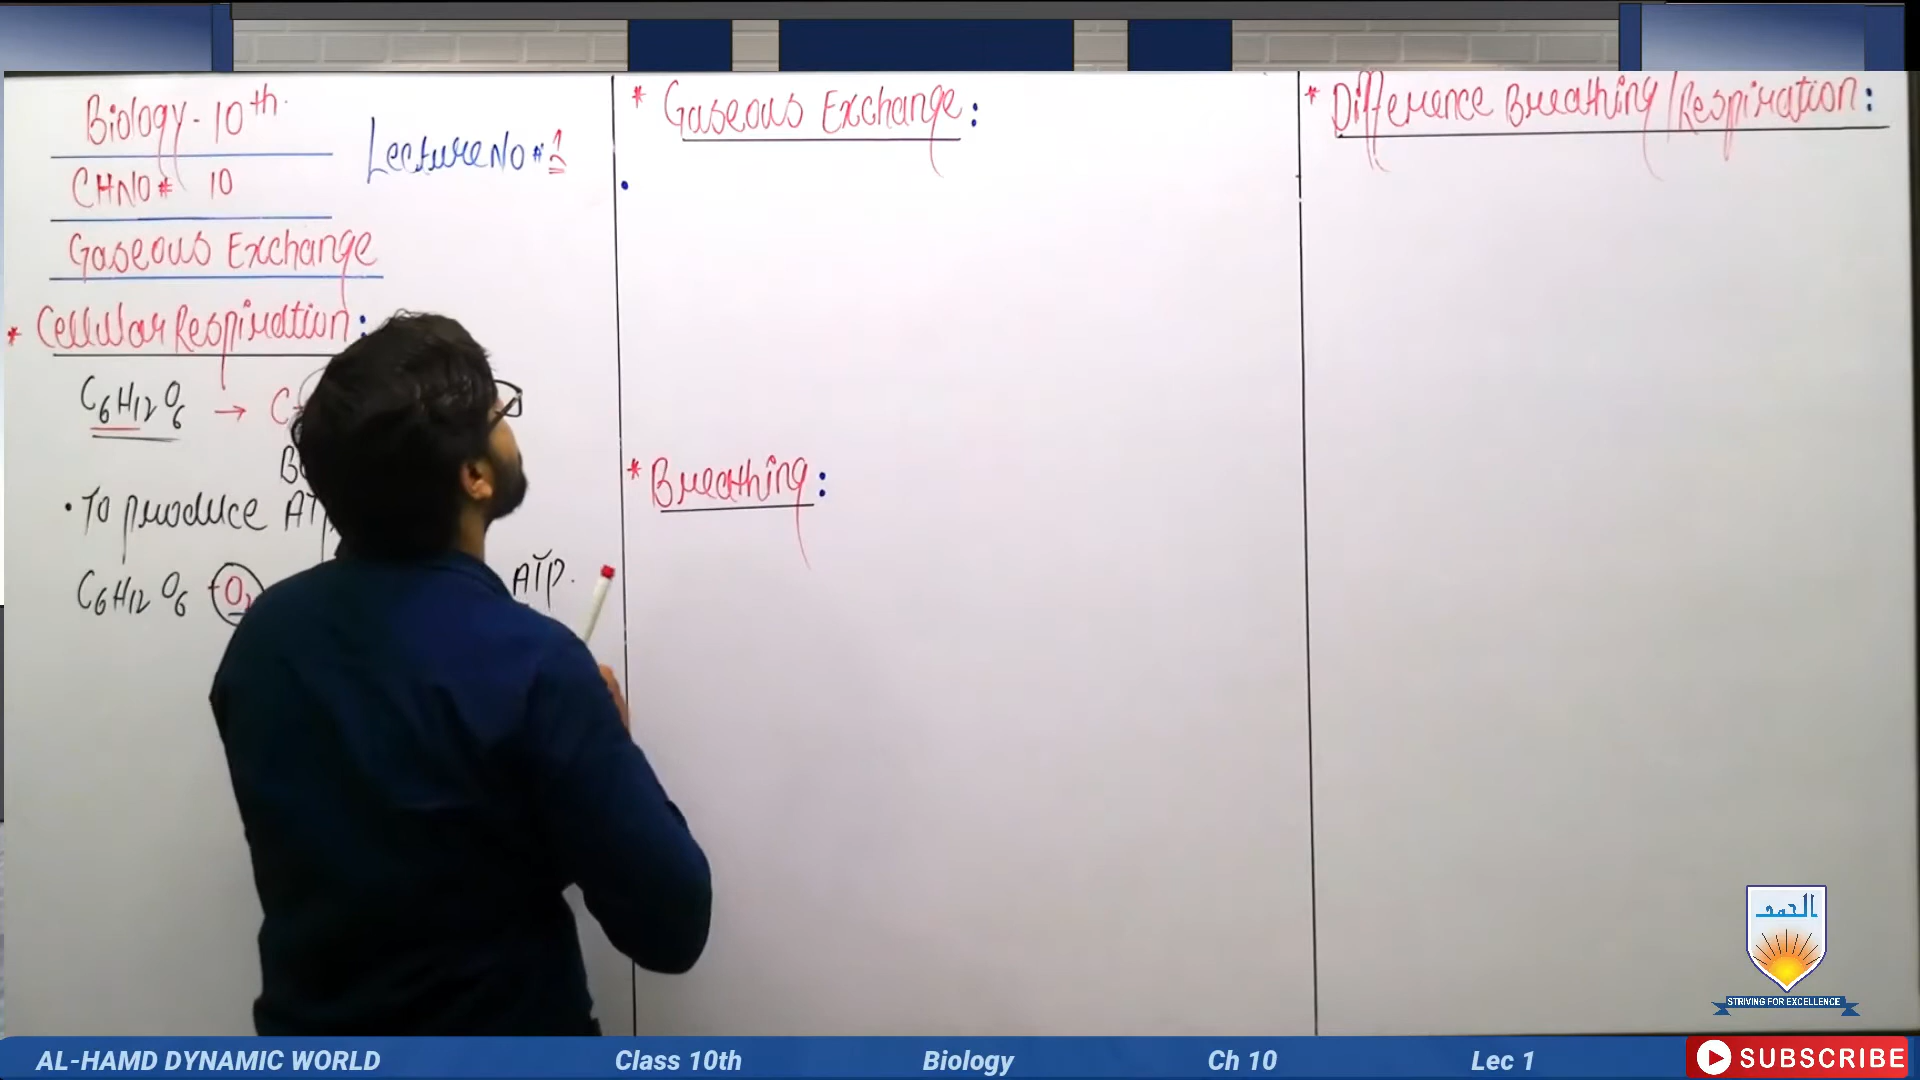 Biology-10th.
CHNO# 10
Gaseous Exchange
Lecture NO # 1
* Cellular Respiration:
C6H12O6 → C
• To produce AT
C6H12O6 +O2
ATP.
* Gaseous Exchange:
•
* Breathing:
* Difference Breathing/Respiration:
الحمد
STRIVING FOR EXCELLENCE
AL-HAMD DYNAMIC WORLD Class 10th Biology Ch 10 Lec 1 SUBSCRIBE